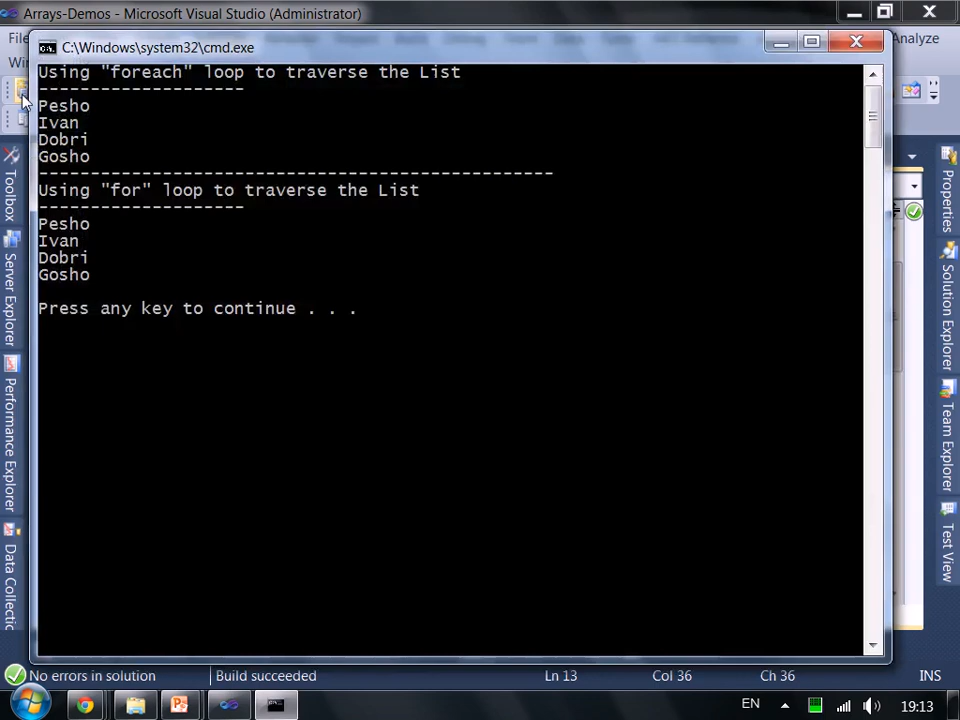 Arrays-Demos - Microsoft Visual Studio (Administrator)
Analyze
C:\Windows\system32\cmd.exe
Using "foreach" loop to traverse the List
--------------------
Pesho
Ivan
Dobri
Gosho
--------------------------------------------------
Using "for" loop to traverse the List
--------------------
Pesho
Ivan
Dobri
Gosho
Press any key to continue . . .
Toolbox
Server Explorer
Performance Explorer
Properties
Solution Explorer
Team Explorer
Test View
No errors in solution
Build succeeded
Ln 13
Col 36
Ch 36
INS
EN
19:13